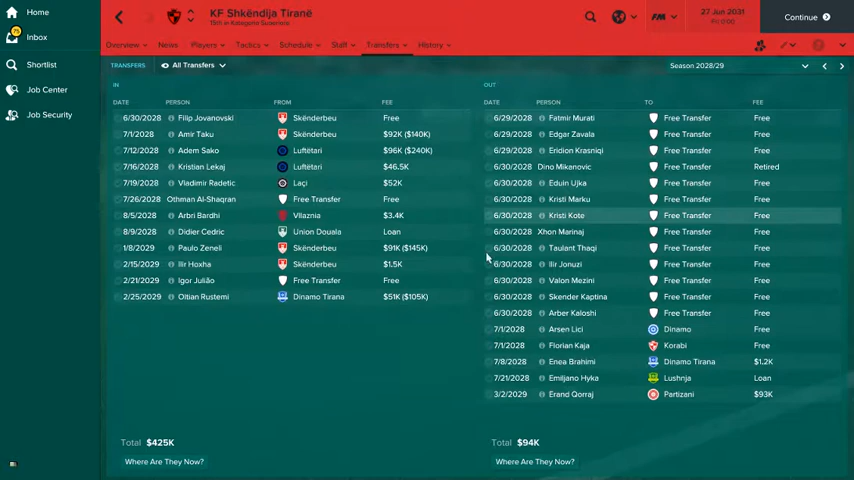 Home
Inbox
75
Shortlist
Job Center
Job Security
KF Shkëndija Tiranë
15th in Kategoria Superiore
27 Jun 2031
Fri 0:00
FM
Continue
Overview News Players Tactics Schedule Staff Transfers History
TRANSFERS All Transfers Season 2028/29
IN
DATE PERSON FROM FEE
6/30/2028 Filip Jovanovski Skënderbeu Free
7/1/2028 Amir Taku Skënderbeu $92K ($140K)
7/12/2028 Adem Sako Luftëtari $96K ($240K)
7/16/2028 Kristian Lekaj Luftëtari $46.5K
7/19/2028 Vladimir Radetic Laçi $52K
7/26/2028 Othman Al-Shaqran Free Transfer Free
8/5/2028 Arbri Bardhi Vllaznia $3.4K
8/9/2028 Didier Cedric Union Douala Loan
1/8/2029 Paulo Zeneli Skënderbeu $91K ($145K)
2/15/2029 Ilir Hoxha Skënderbeu $1.5K
2/21/2029 Igor Julião Free Transfer Free
2/25/2029 Oltian Rustemi Dinamo Tirana $51K ($105K)
Total $425K
Where Are They Now?
OUT
DATE PERSON TO FEE
6/29/2028 Fatmir Murati Free Transfer Free
6/29/2028 Edgar Zavala Free Transfer Free
6/29/2028 Eridion Krasniqi Free Transfer Free
6/30/2028 Dino Mikanovic Free Transfer Retired
6/30/2028 Eduin Ujka Free Transfer Free
6/30/2028 Kristi Marku Free Transfer Free
6/30/2028 Kristi Kote Free Transfer Free
6/30/2028 Xhon Marinaj Free Transfer Free
6/30/2028 Taulant Thaqi Free Transfer Free
6/30/2028 Ilir Jonuzi Free Transfer Free
6/30/2028 Valon Mezini Free Transfer Free
6/30/2028 Skender Kaptina Free Transfer Free
6/30/2028 Arber Kaloshi Free Transfer Free
7/1/2028 Arsen Lici Dinamo Free
7/1/2028 Florian Kaja Korabi Free
7/8/2028 Enea Brahimi Dinamo Tirana $1.2K
7/21/2028 Emiljano Hyka Lushnja Loan
3/2/2029 Erand Qorraj Partizani $93K
Total $94K
Where Are They Now?